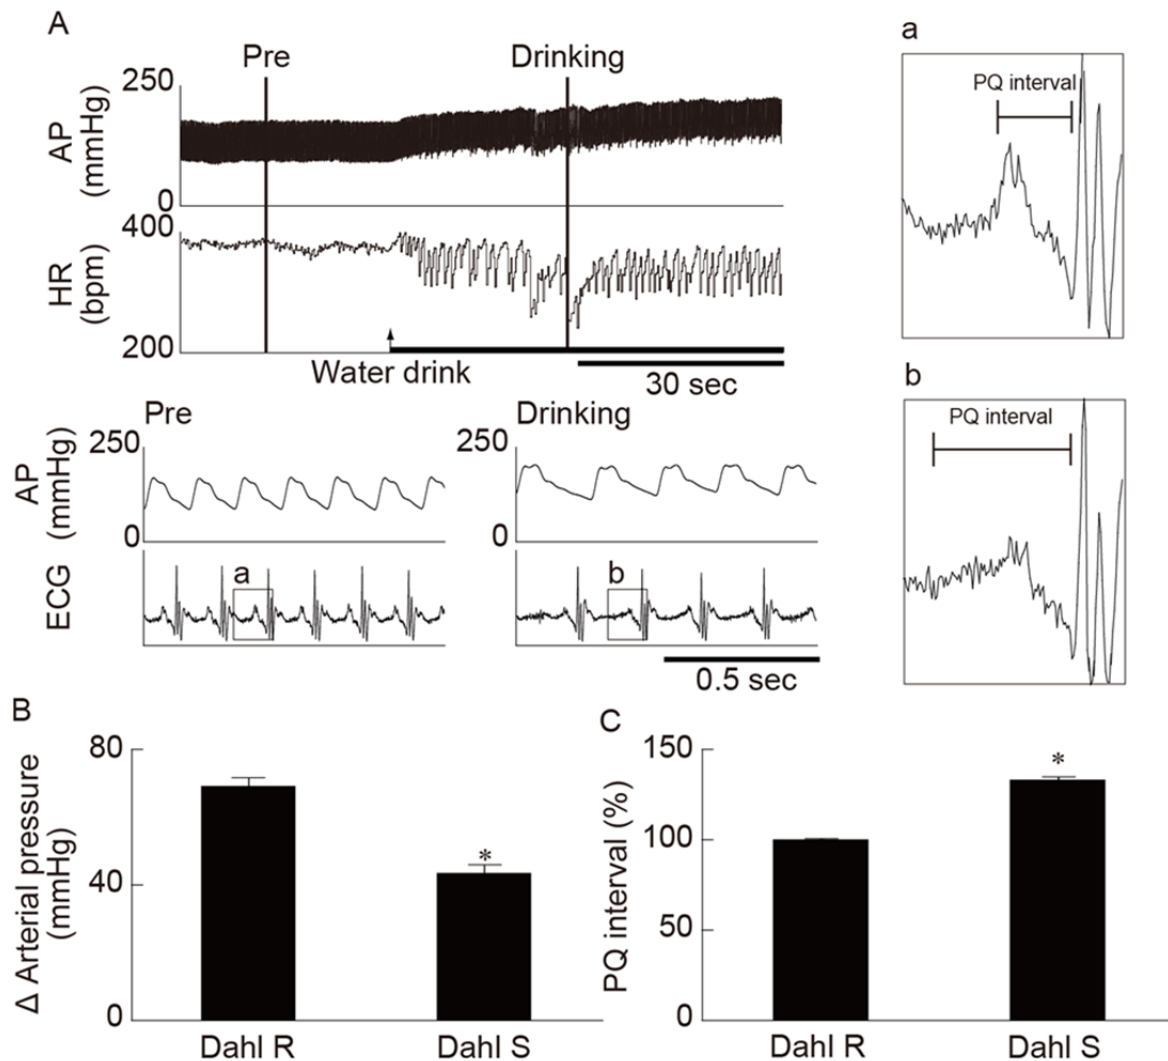 A
Pre
Drinking
250
AP
(mmHg)
0
400
HR
(bpm)
200
Water drink
30 sec
a
PQ interval
b
PQ interval
Pre
250
AP
(mmHg)
0
ECG
a
Drinking
250
0
b
0.5 sec
B
80
Δ Arterial pressure
(mmHg)
40
*
0
Dahl R
Dahl S
C
150
PQ interval (%)
*
100
50
0
Dahl R
Dahl S